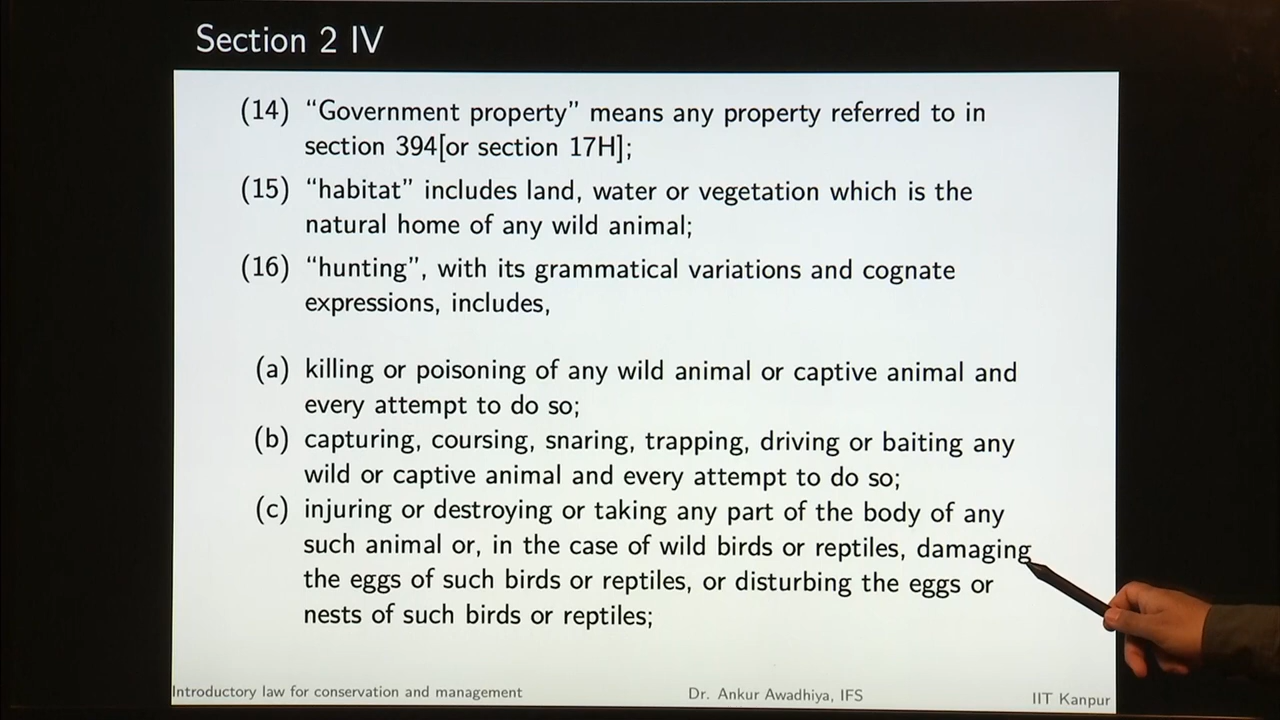 Section 2 IV
(14) “Government property” means any property referred to in
section 394[or section 17H];
(15) “habitat” includes land, water or vegetation which is the
natural home of any wild animal;
(16) “hunting”, with its grammatical variations and cognate
expressions, includes,
(a) killing or poisoning of any wild animal or captive animal and
every attempt to do so;
(b) capturing, coursing, snaring, trapping, driving or baiting any
wild or captive animal and every attempt to do so;
(c) injuring or destroying or taking any part of the body of any
such animal or, in the case of wild birds or reptiles, damaging
the eggs of such birds or reptiles, or disturbing the eggs or
nests of such birds or reptiles;
Introductory law for conservation and management Dr. Ankur Awadhiya, IFS IIT Kanpur